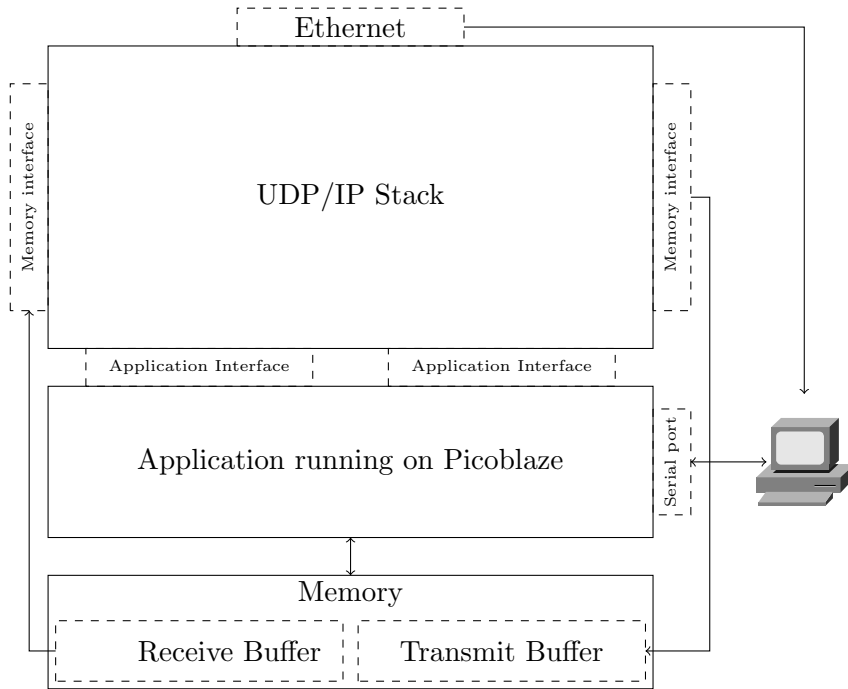 Ethernet
Memory interface
UDP/IP Stack
Memory interface
Application Interface
Application Interface
Application running on Picoblaze
Serial port
Memory
Receive Buffer
Transmit Buffer